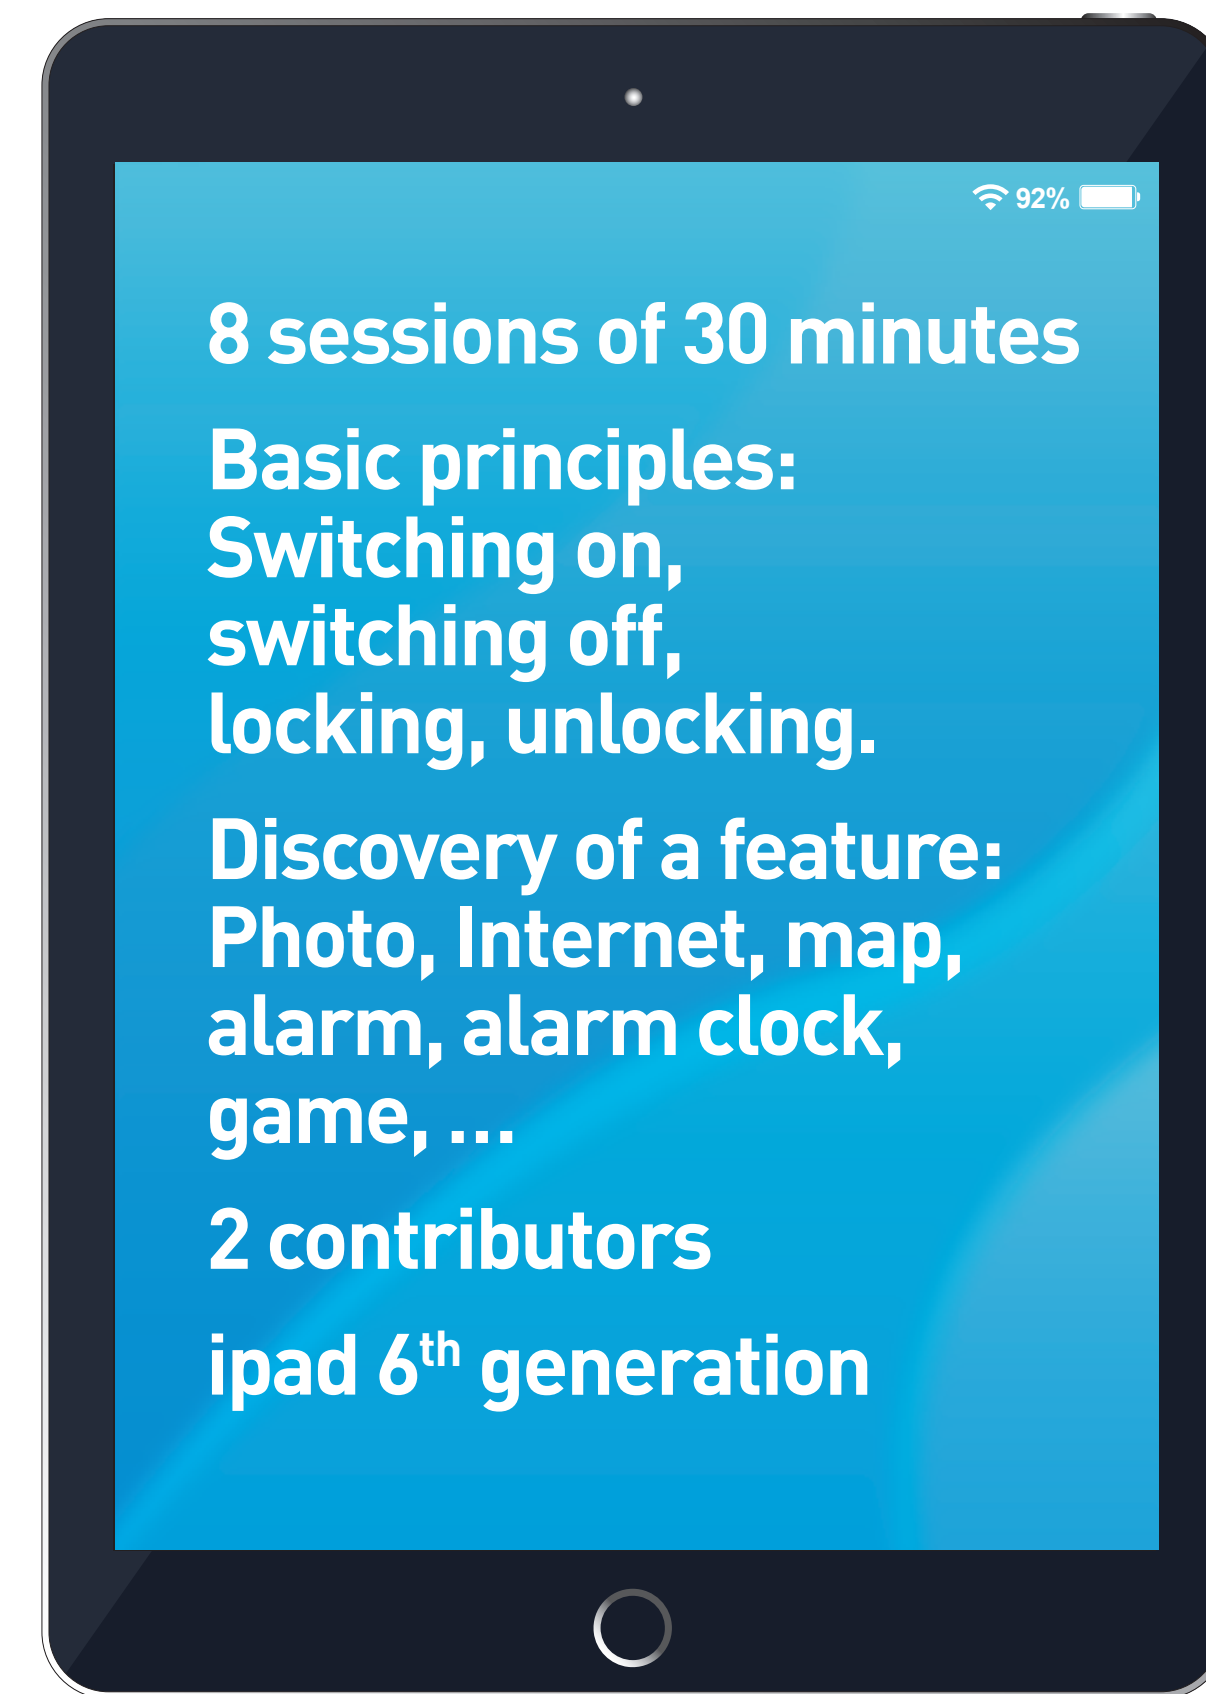 92%
8 sessions of 30 minutes
Basic principles:
Switching on,
switching off,
locking, unlocking.
Discovery of a feature:
Photo, Internet, map,
alarm, alarm clock,
game, ...
2 contributors
ipad 6th generation